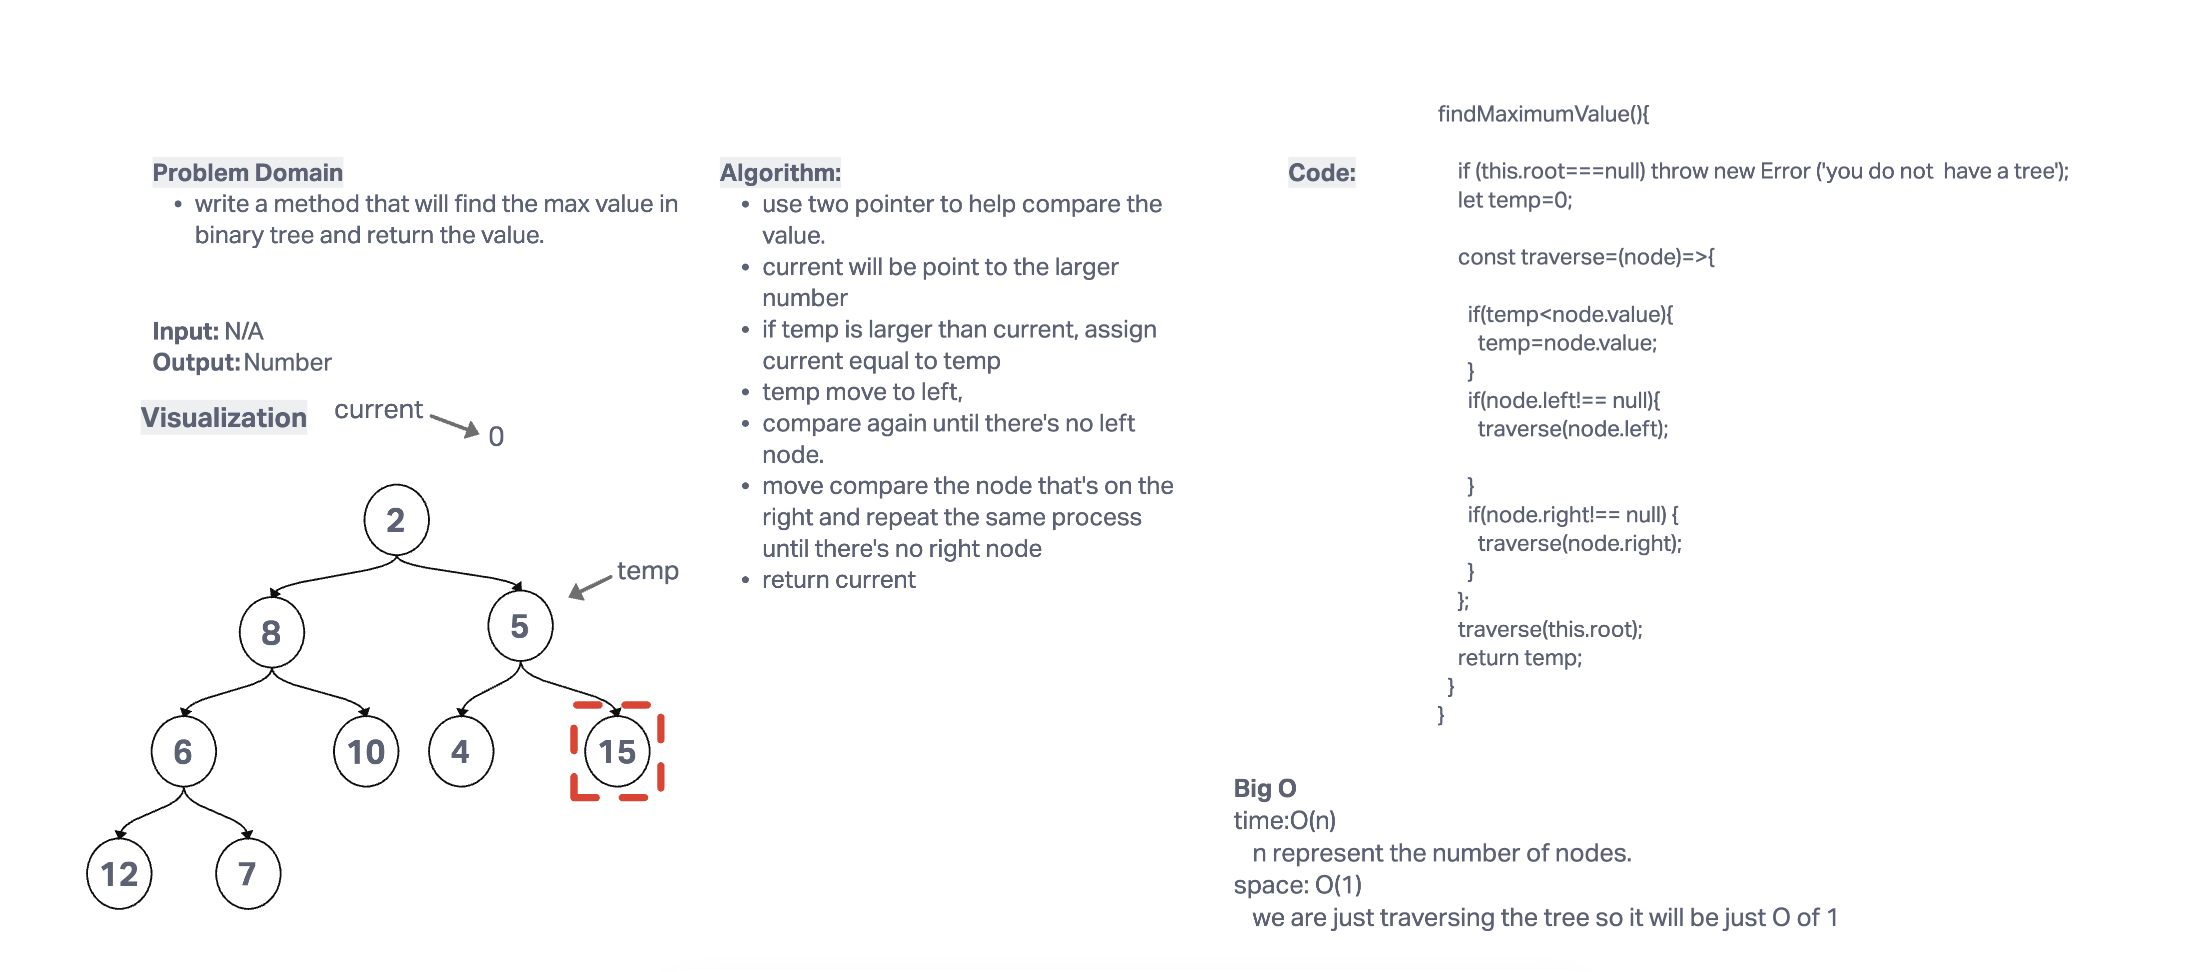 Problem Domain
• write a method that will find the max value in
binary tree and return the value.
Input: N/A
Output:Number
Visualization
current
0
2
temp
8
5
6
10
4
15
12
7
Algorithm:
• use two pointer to help compare the
value.
• current will be point to the larger
number
• if temp is larger than current, assign
current equal to temp
• temp move to left,
• compare again until there's no left
node.
• move compare the node that's on the
right and repeat the same process
until there's no right node
• return current
Code:
findMaximumValue(){
if (this.root===null) throw new Error ('you do not  have a tree');
let temp=0;
const traverse=(node)=>{
if(temp<node.value){
temp=node.value;
}
if(node.left!== null){
traverse(node.left);
}
if(node.right!== null) {
traverse(node.right);
}
};
traverse(this.root);
return temp;
}
}
Big O
time:O(n)
n represent the number of nodes.
space: O(1)
we are just traversing the tree so it will be just O of 1